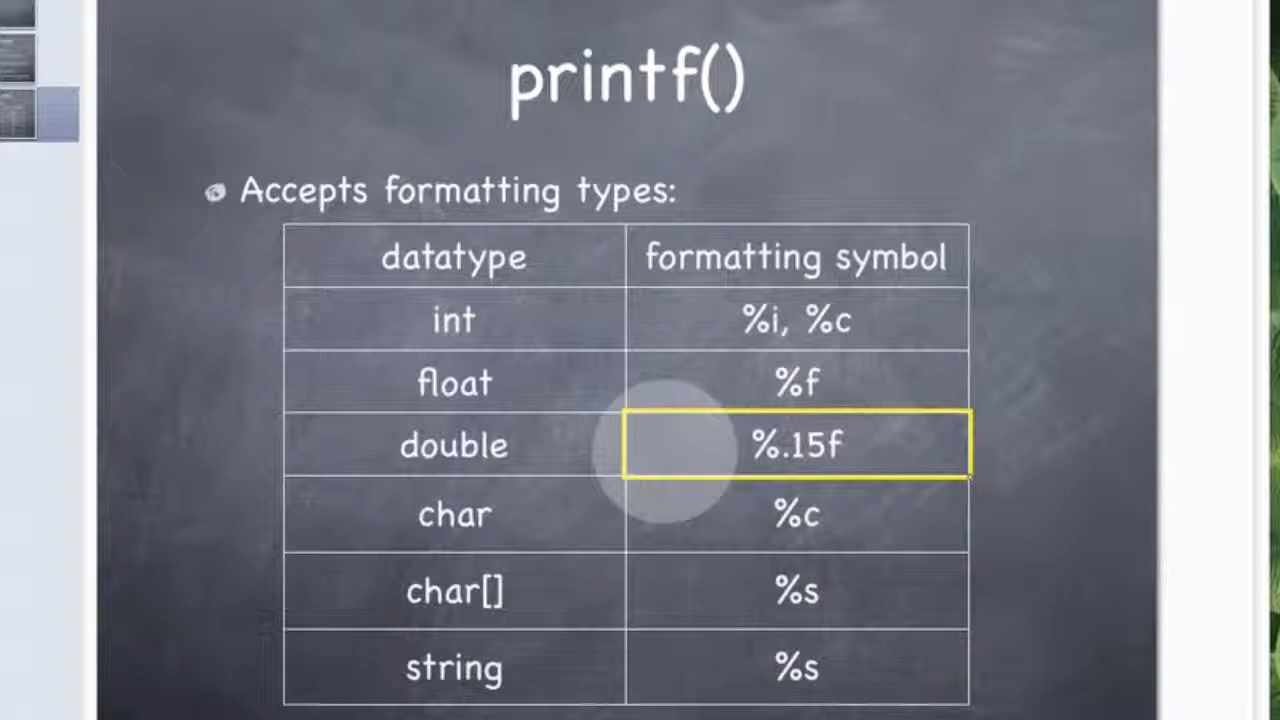 printf()
Accepts formatting types:
datatype formatting symbol
int %i, %c
float %f
double %.15f
char %c
char[] %s
string %s